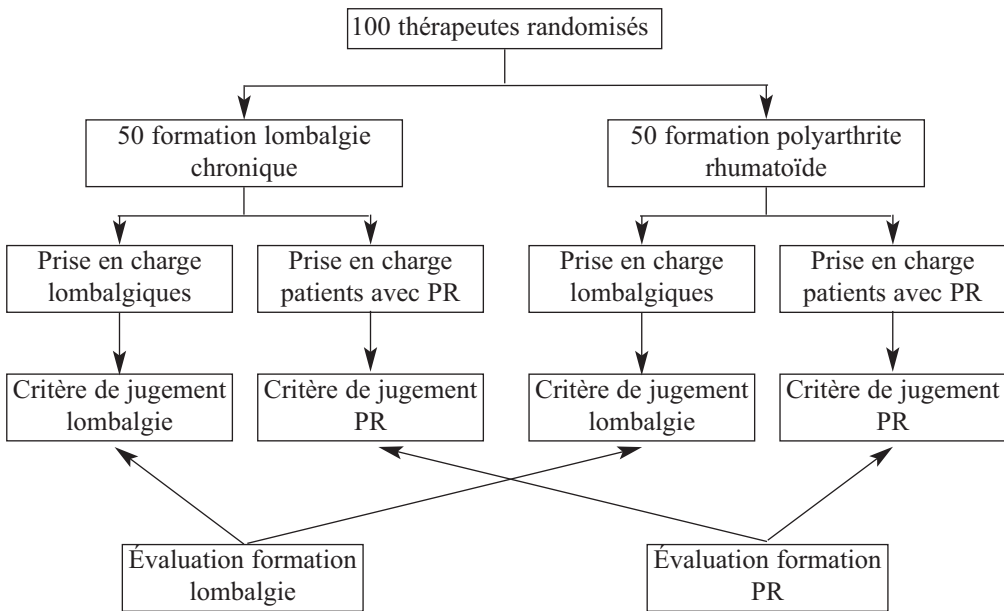 100 thérapeutes randomisés
50 formation lombalgie
chronique
50 formation polyarthrite
rhumatoïde
Prise en charge
lombalgiques
Prise en charge
patients avec PR
Prise en charge
lombalgiques
Prise en charge
patients avec PR
Critère de jugement
lombalgie
Critère de jugement
PR
Critère de jugement
lombalgie
Critère de jugement
PR
Évaluation formation
lombalgie
Évaluation formation
PR